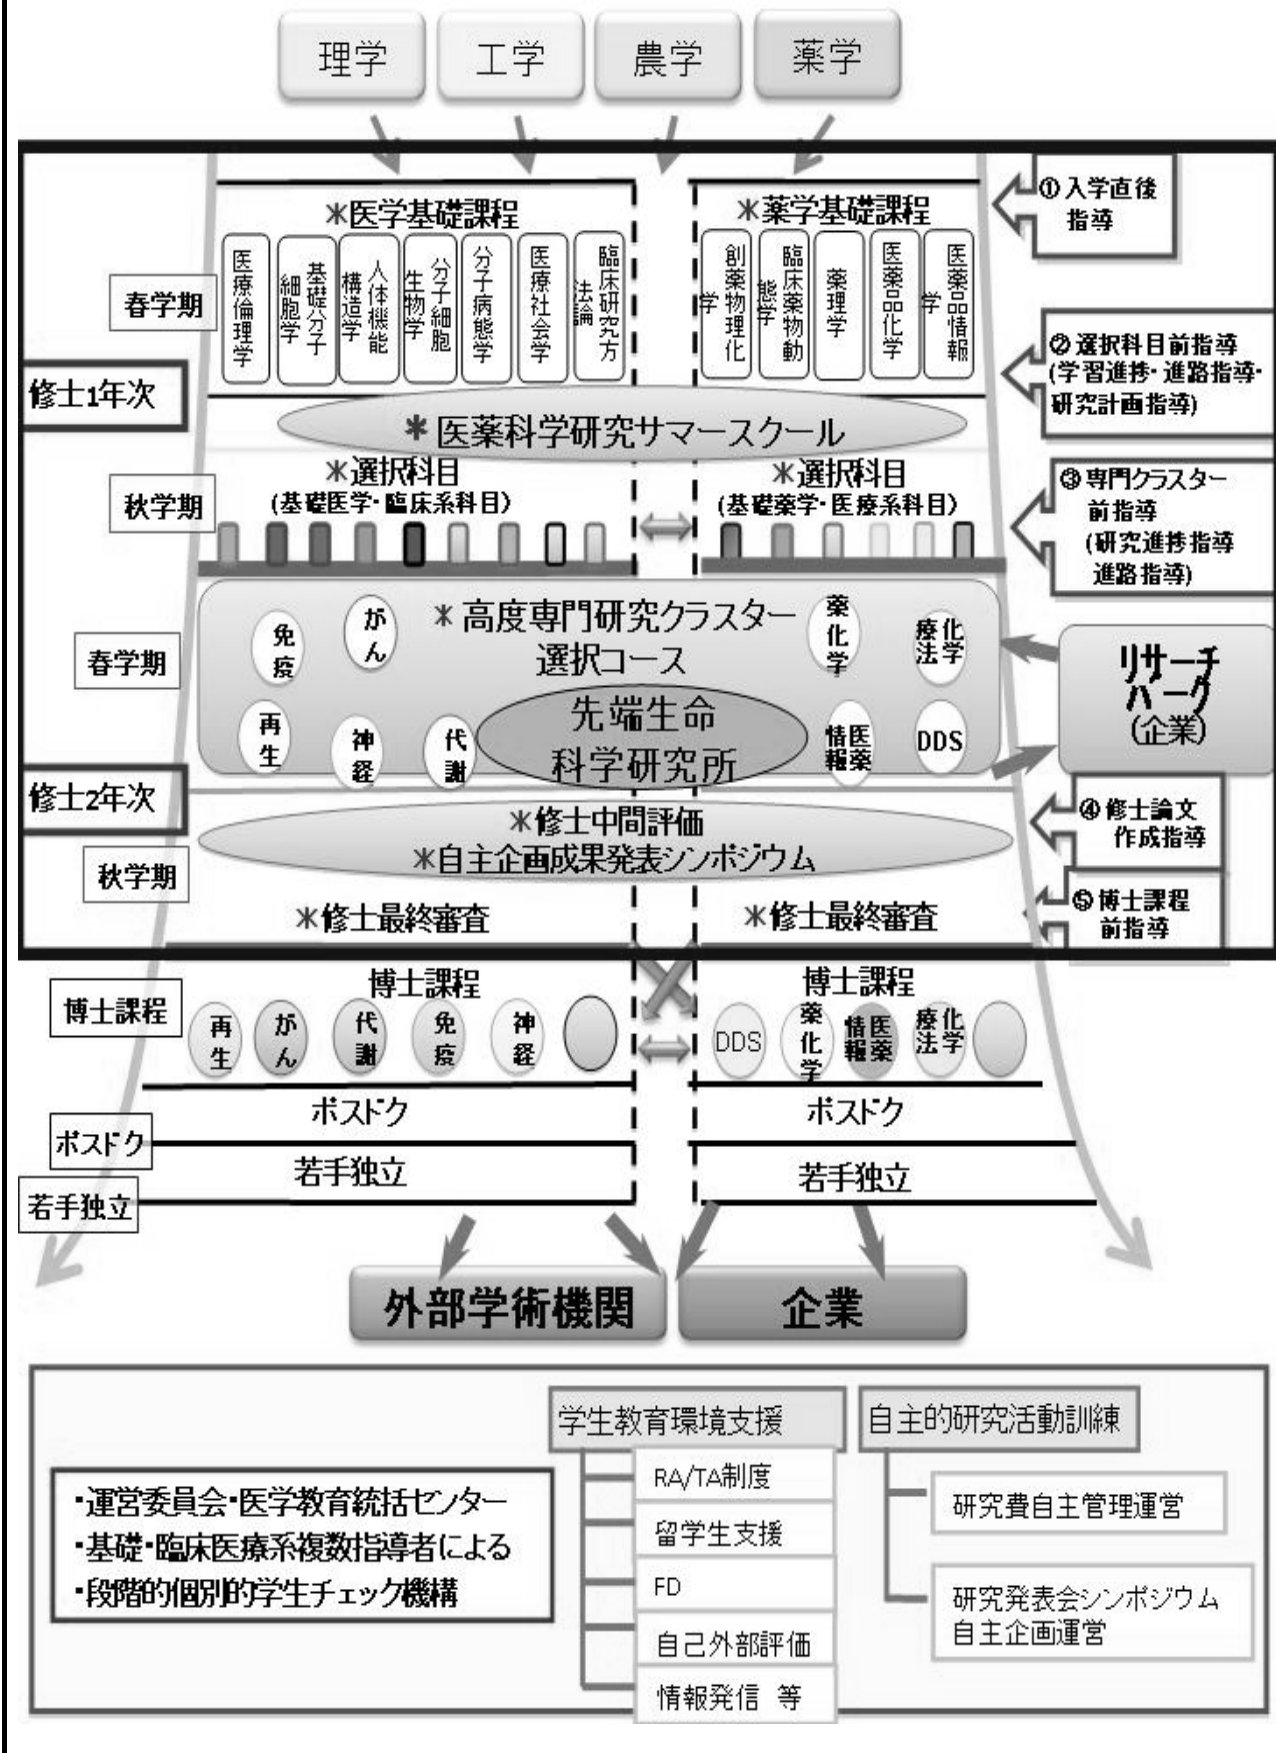 理学
工学
農学
薬学
＊医学基礎課程
＊薬学基礎課程
①入学直後
指導
春学期
医療倫理学
基礎分子
細胞学
人体機能
構造学
分子細胞
生物学
分子病態学
医療社会学
臨床研究方
法論
創薬物理化
学
臨床薬物動
態学
薬理学
医薬品化学
医薬品情報
学
②選択科目前指導
(学習進捗・進路指導・
研究計画指導)
修士1年次
＊医薬科学研究サマースクール
秋学期
＊選択科目
(基礎医学・臨床系科目)
＊選択科目
(基礎薬学・医療系科目)
③専門クラスター
前指導
(研究進捗指導
進路指導)
春学期
＊高度専門研究クラスター
選択コース
免疫
がん
薬化学
化学
療法
再生
神経
代謝
先端生命
科学研究所
医薬
情報
DDS
リサーチ
パーク
(企業)
修士2年次
＊修士中間評価
＊自主企画成果発表シンポジウム
④修士論文
作成指導
秋学期
＊修士最終審査
＊修士最終審査
⑤博士課程
前指導
博士課程
博士課程
博士課程
再生
がん
代謝
免疫
神経
DDS
薬化学
医薬
情報
化学
療法
ポスドク
ポスドク
ポスドク
若手独立
若手独立
若手独立
外部学術機関
企業
・運営委員会・医学教育統括センター
・基礎・臨床医療系複数指導者による
・段階的個別的学生チェック機構
学生教育環境支援
RA/TA制度
留学生支援
FD
自己外部評価
情報発信 等
自主的研究活動訓練
研究費自主管理運営
研究発表会シンポジウム
自主企画運営